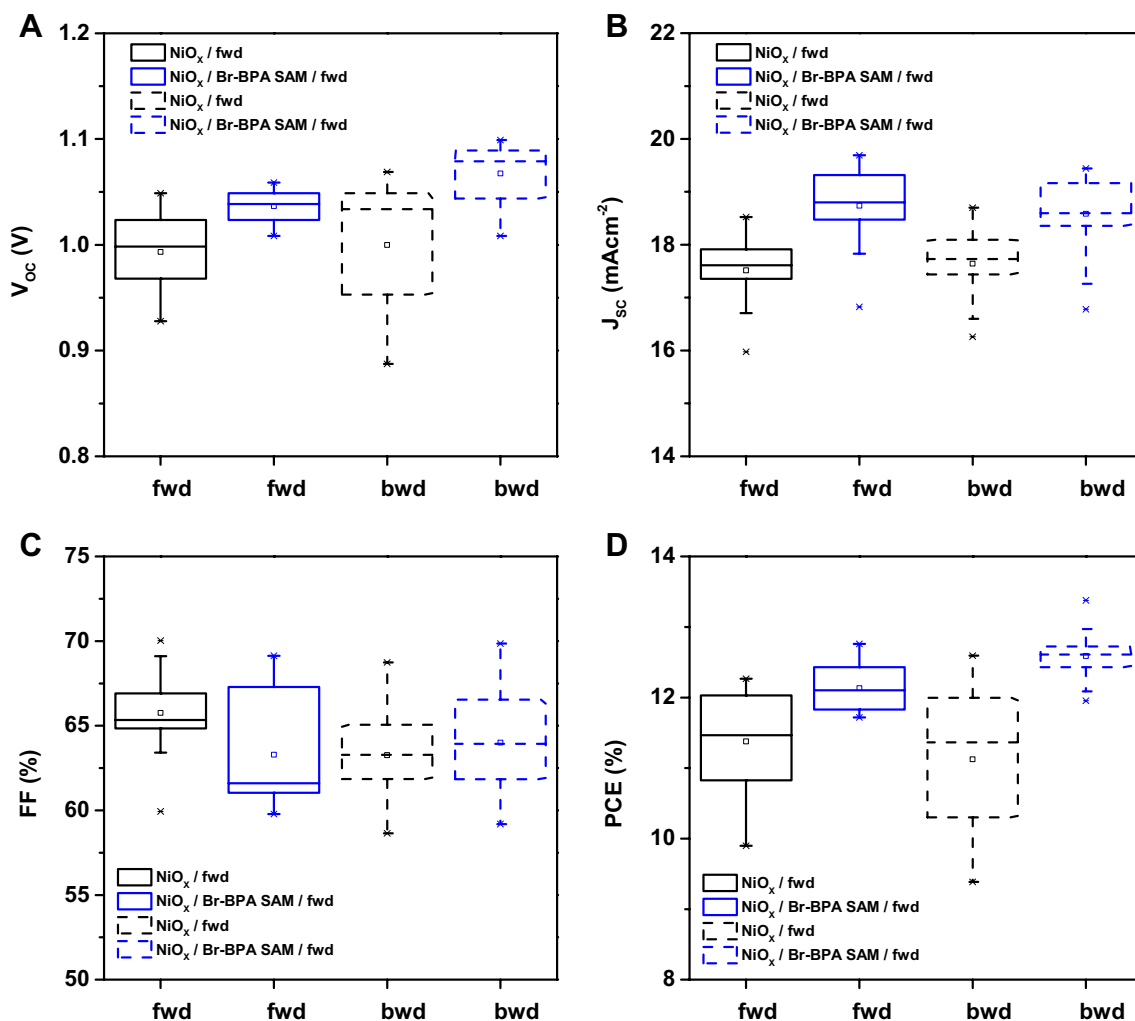 A
1.2
NiOx / fwd
NiOx / Br-BPA SAM / fwd
NiOx / fwd
NiOx / Br-BPA SAM / fwd
1.1
1.0
0.9
0.8
VOC (V)
fwd fwd bwd bwd
B
22
NiOx / fwd
NiOx / Br-BPA SAM / fwd
NiOx / fwd
NiOx / Br-BPA SAM / fwd
20
18
16
14
JSC (mAcm-2)
fwd fwd bwd bwd
C
75
70
65
60
55
50
FF (%)
NiOx / fwd
NiOx / Br-BPA SAM / fwd
NiOx / fwd
NiOx / Br-BPA SAM / fwd
fwd fwd bwd bwd
D
14
12
10
8
PCE (%)
NiOx / fwd
NiOx / Br-BPA SAM / fwd
NiOx / fwd
NiOx / Br-BPA SAM / fwd
fwd fwd bwd bwd